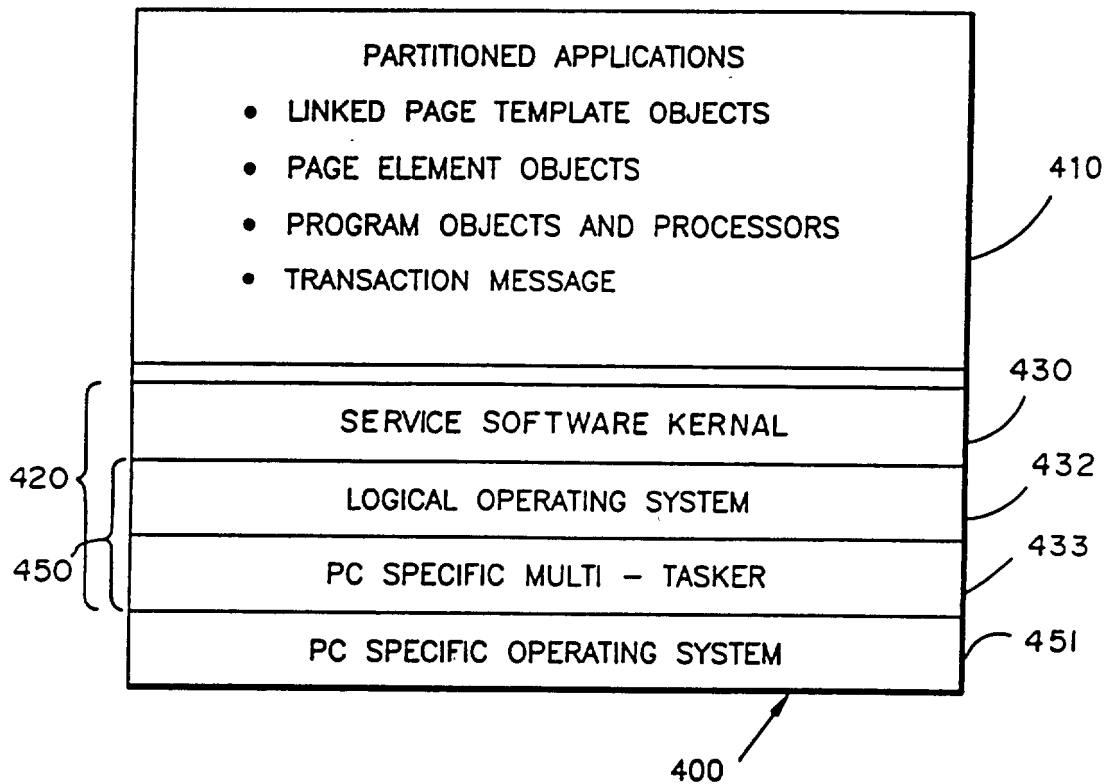 PARTITIONED APPLICATIONS
• LINKED PAGE TEMPLATE OBJECTS
• PAGE ELEMENT OBJECTS
• PROGRAM OBJECTS AND PROCESSORS
• TRANSACTION MESSAGE
410
430
SERVICE SOFTWARE KERNAL
420
432
LOGICAL OPERATING SYSTEM
450
433
PC SPECIFIC MULTI – TASKER
451
PC SPECIFIC OPERATING SYSTEM
400